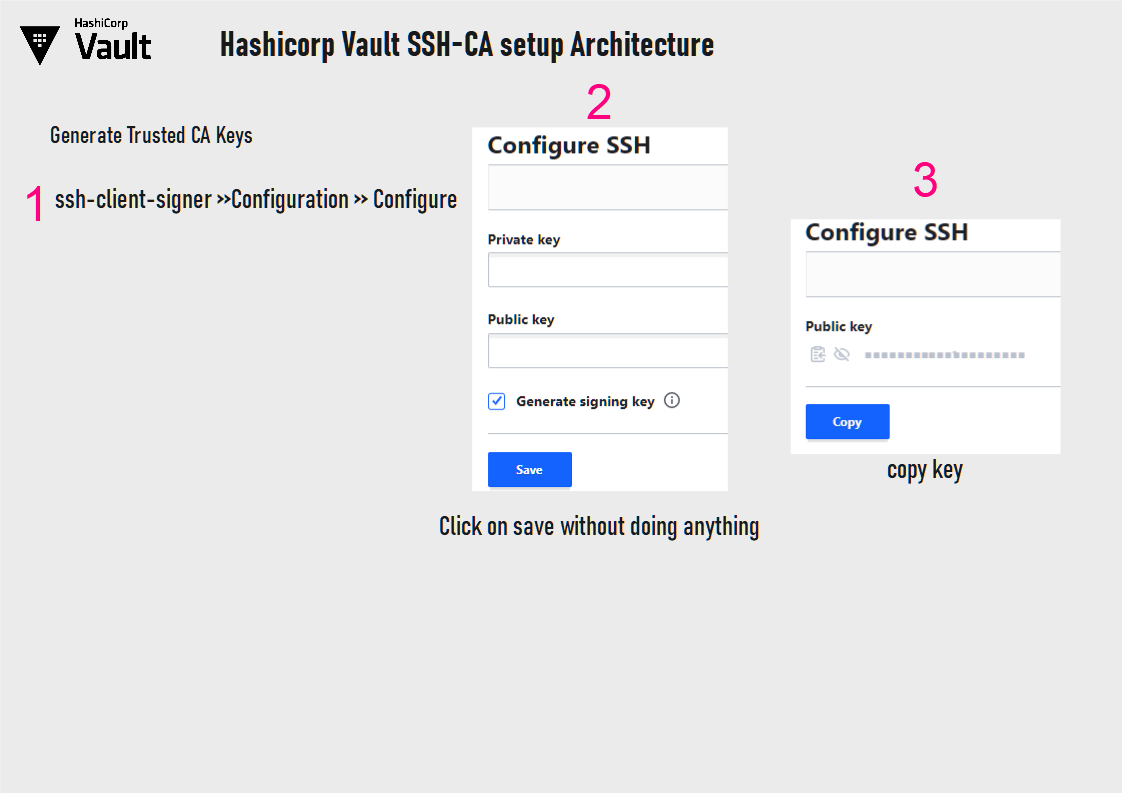 HashiCorp
Vault
Hashicorp Vault SSH-CA setup Architecture
Generate Trusted CA Keys
1 ssh-client-signer >>Configuration >> Configure
2
Configure SSH
Private key
Public key
Generate signing key
Save
Click on save without doing anything
3
Configure SSH
Public key
Copy
copy key